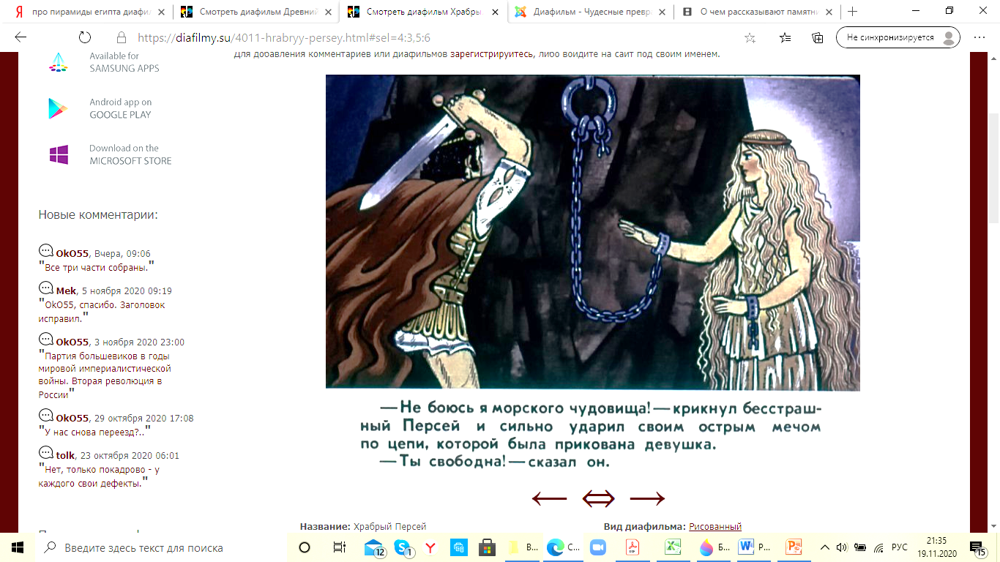 про пирамиды египта диафил
Смотреть диафильм Древний
Смотреть диафильм Храбры
Диафильм - Чудесные превр
О чем рассказывают памятни
https://diafilmy.su/4011-hrabryy-persey.html#sel=4:3,5:6
Не синхронизируется
Для добавления комментариев или диафильмов зарегистрируйтесь, либо войдите на сайт под своим именем.
Available for
SAMSUNG APPS
Android app on
GOOGLE PLAY
Download on the
MICROSOFT STORE
Новые комментарии:
OkO55, Вчера, 09:06
"Все три части собраны."
Mek, 5 ноября 2020 09:19
"OkO55, спасибо. Заголовок
исправил."
OkO55, 3 ноября 2020 23:00
"Партия большевиков в годы
мировой империалистической
войны. Вторая революция в
России"
OkO55, 29 октября 2020 17:08
"У нас снова переезд?.."
tolk, 23 октября 2020 06:01
"Нет, только покадрово - у
каждого свои дефекты."
— Не боюсь я морского чудовища! — крикнул бесстраш-
ный Персей и сильно ударил своим острым мечом
по цепи, которой была прикована девушка.
— Ты свободна! — сказал он.
Название: Храбрый Персей
Вид диафильма: Рисованный
Введите здесь текст для поиска
12
1
В...
С...
Б...
Р...
Р...
РУС
21:35
19.11.2020
15